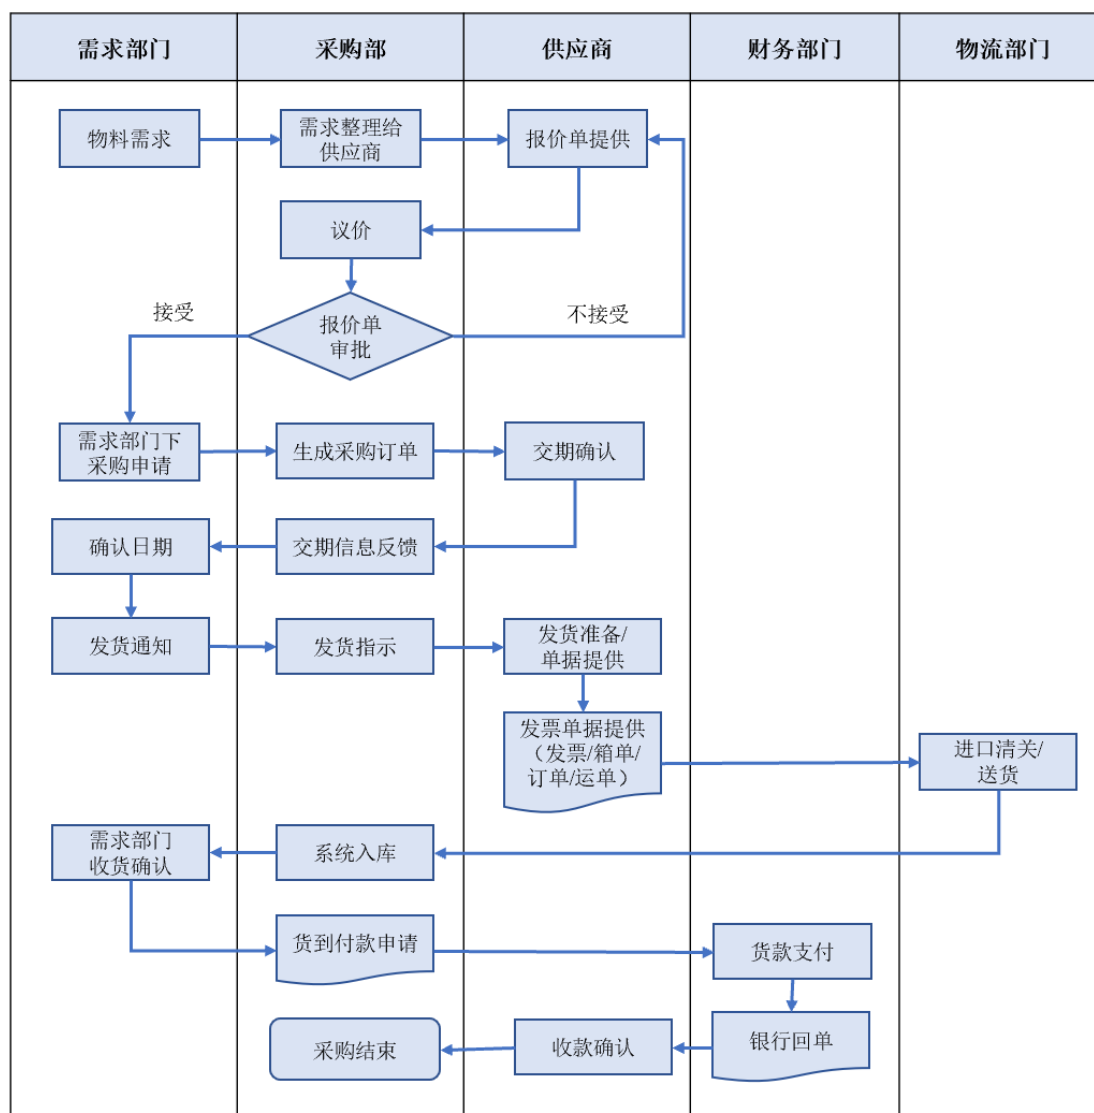 需求部门
采购部
供应商
财务部门
物流部门
物料需求
需求整理给
供应商
报价单提供
议价
接受
不接受
报价单
审批
需求部门下
采购申请
生成采购订单
交期确认
确认日期
交期信息反馈
发货通知
发货指示
发货准备/
单据提供
发票单据提供
（发票/箱单/
订单/运单）
进口清关/
送货
需求部门
收货确认
系统入库
货到付款申请
货款支付
采购结束
收款确认
银行回单